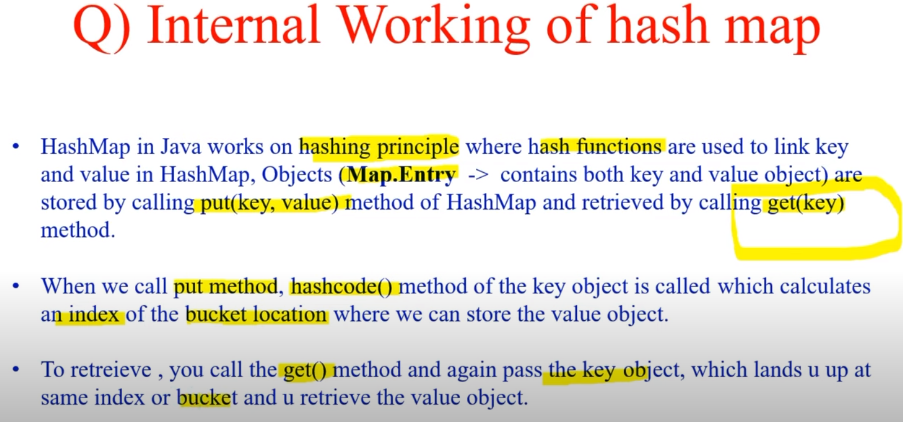 Q) Internal Working of hash map
• HashMap in Java works on hashing principle where hash functions are used to link key
and value in HashMap, Objects (Map.Entry -> contains both key and value object) are
stored by calling put(key, value) method of HashMap and retrieved by calling get(key)
method.
• When we call put method, hashcode() method of the key object is called which calculates
an index of the bucket location where we can store the value object.
• To retreieve , you call the get() method and again pass the key object, which lands u up at
same index or bucket and u retrieve the value object.